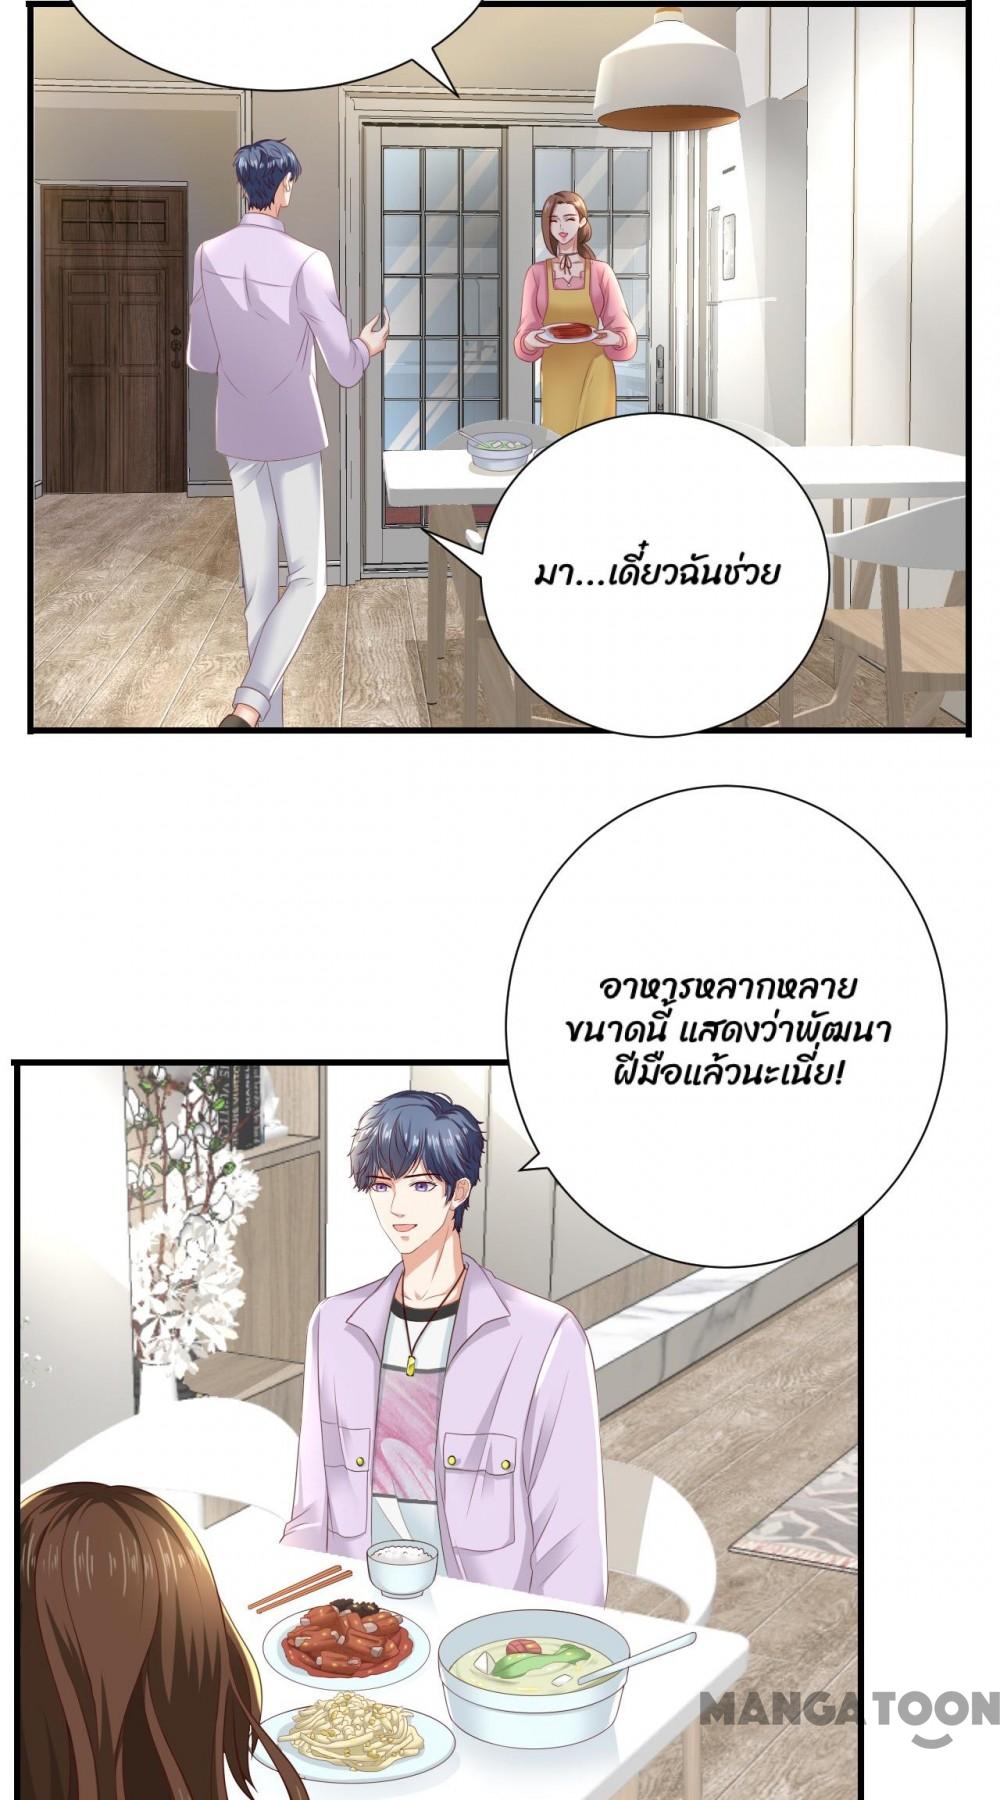 มา...เดี๋ยวฉันช่วย
อาหารหลากหลาย
ขนาดนี้ แสดงว่าพัฒนา
ฝีมือแล้วนะเนี่ย!
MANGATOON